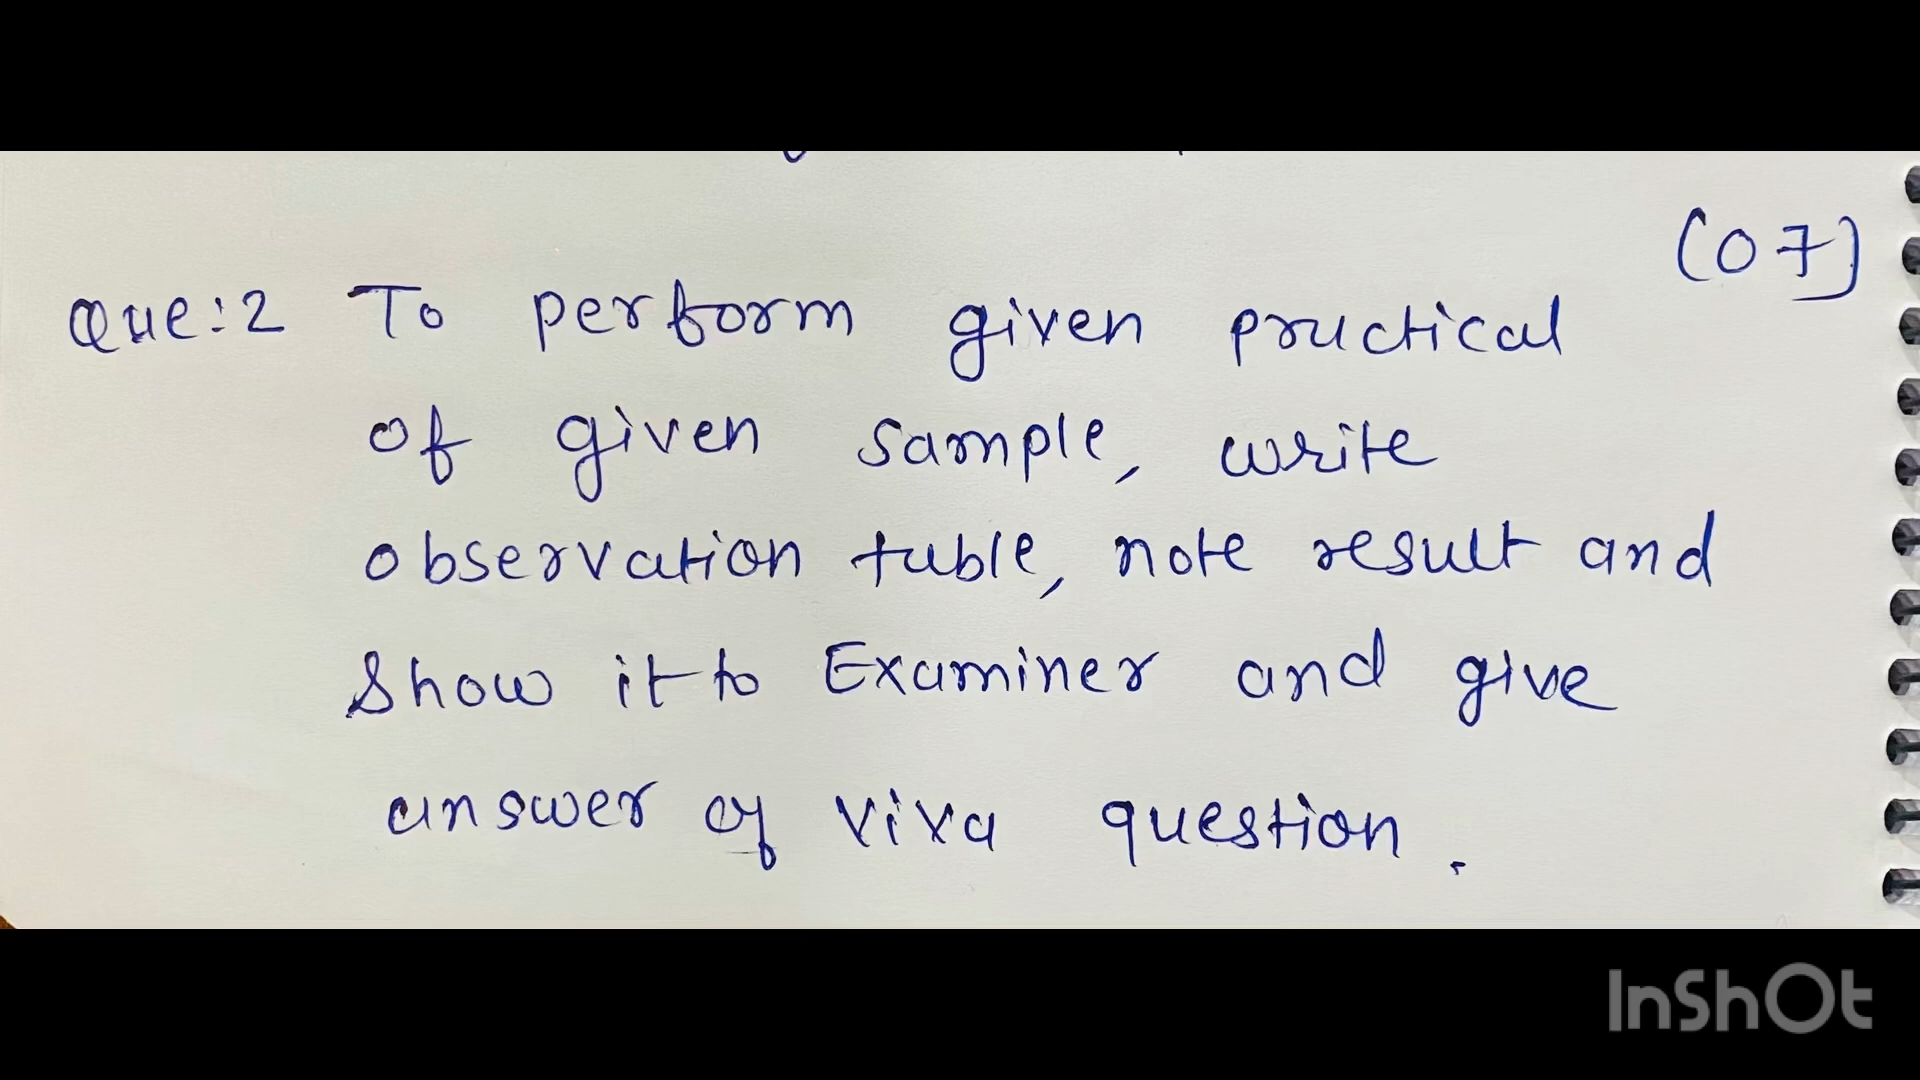 (07)
Que:2 To perform given practical
of given sample, write
observation table, note result and
show it to Examiner and give
answer of viva question.
InShOt